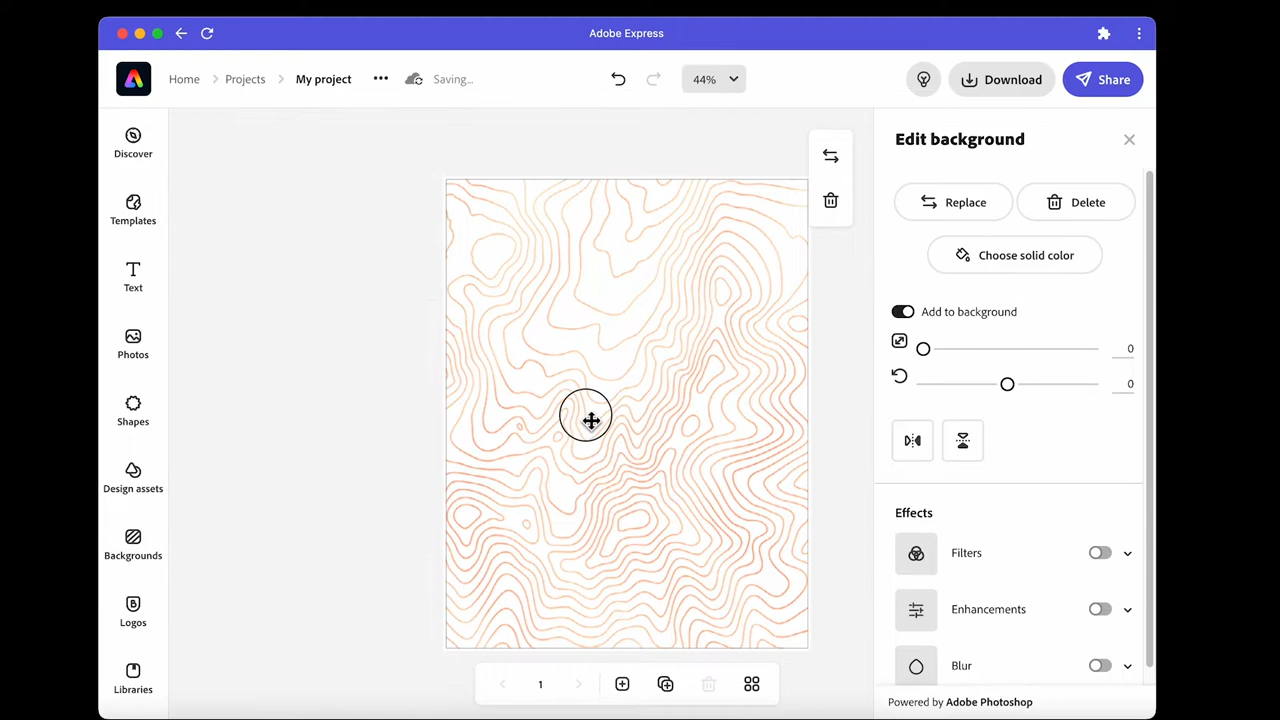 Adobe Express
Home
Projects
My project
Saving...
44%
Download
Share
Discover
Templates
Text
Photos
Shapes
Design assets
Backgrounds
Logos
Libraries
1
Edit background
Replace
Delete
Choose solid color
Add to background
0
0
Effects
Filters
Enhancements
Blur
Powered by Adobe Photoshop